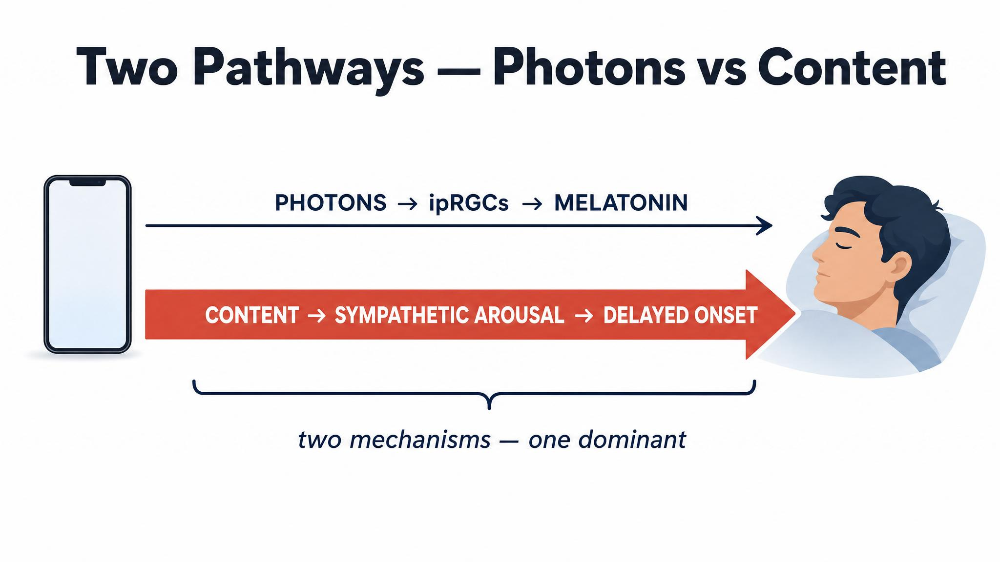 Two Pathways — Photons vs Content
PHOTONS → ipRGCs → MELATONIN
CONTENT → SYMPATHETIC AROUSAL → DELAYED ONSET
two mechanisms — one dominant